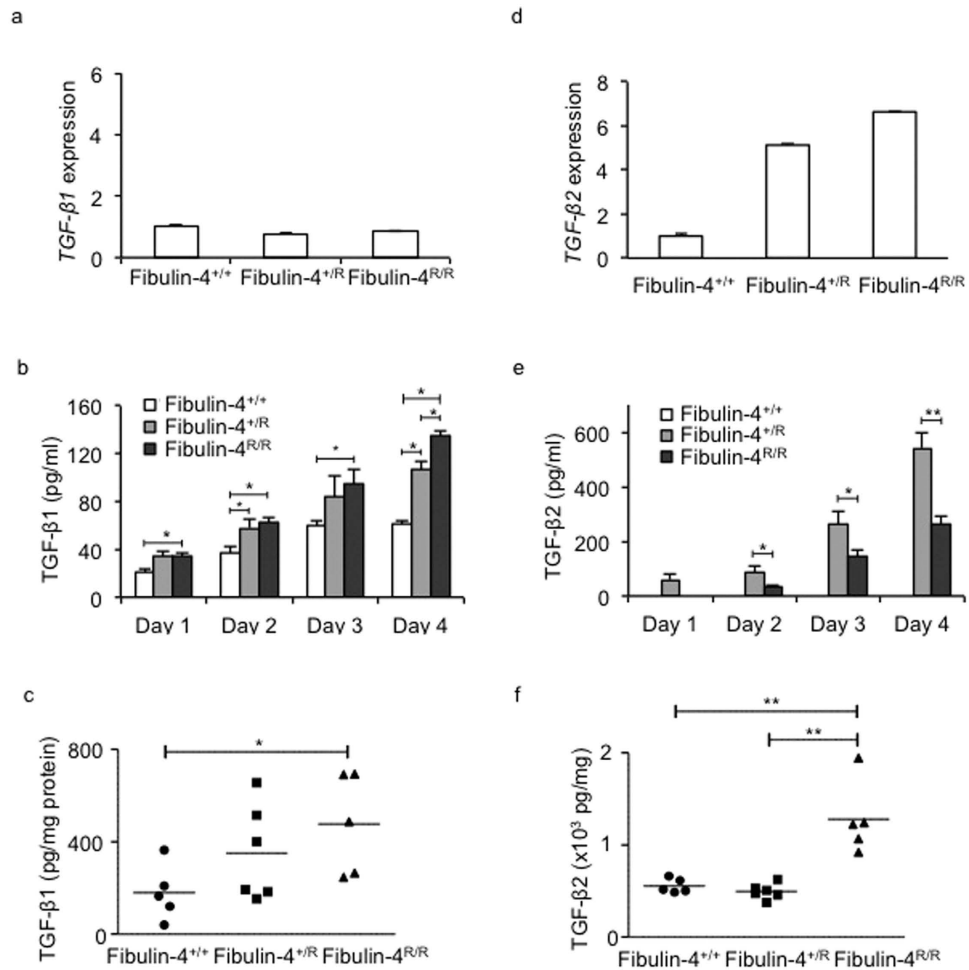 a
6
4
2
0
TGF-β1 expression
Fibulin-4+/+ Fibulin-4+/R Fibulin-4R/R
d
8
6
4
2
0
TGF-β2 expression
Fibulin-4+/+ Fibulin-4+/R Fibulin-4R/R
b
160
120
80
40
0
TGF-β1 (pg/ml)
Fibulin-4+/+
Fibulin-4+/R
Fibulin-4R/R
*
* *
*
* * *
Day 1 Day 2 Day 3 Day 4
e
600
400
200
0
TGF-β2 (pg/ml)
Fibulin-4+/+
Fibulin-4+/R
Fibulin-4R/R
*
*
**
Day 1 Day 2 Day 3 Day 4
c
800
400
0
TGF-β1 (pg/mg protein)
*
Fibulin-4+/+ Fibulin-4+/R Fibulin-4R/R
f
2
1
0
TGF-β2 (x10³ pg/mg)
**
**
Fibulin-4+/+ Fibulin-4+/R Fibulin-4R/R